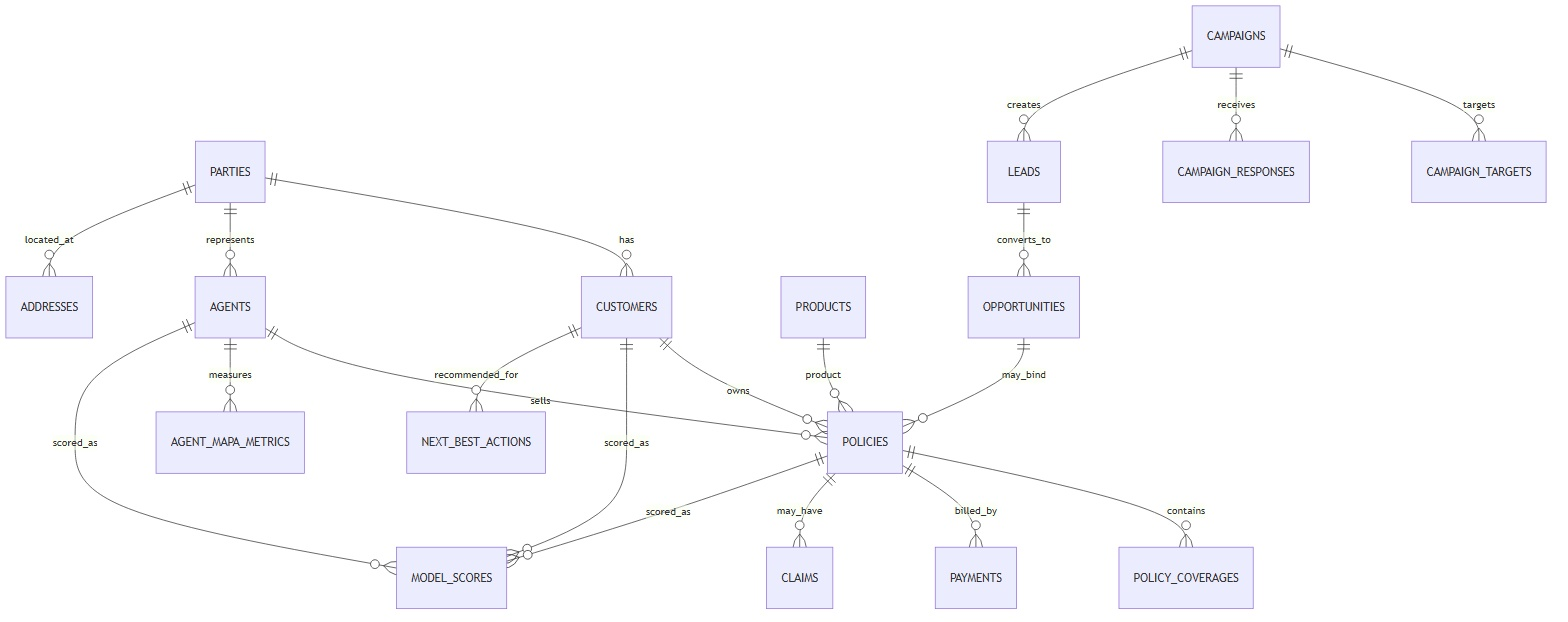 CAMPAIGNS
creates
receives
targets
PARTIES
LEADS
CAMPAIGN_RESPONSES
CAMPAIGN_TARGETS
located_at
represents
has
converts_to
ADDRESSES
AGENTS
CUSTOMERS
PRODUCTS
OPPORTUNITIES
measures
recommended_for
product
may_bind
owns
sells
scored_as
AGENT_MAPA_METRICS
NEXT_BEST_ACTIONS
scored_as
POLICIES
scored_as
may_have
billed_by
contains
MODEL_SCORES
CLAIMS
PAYMENTS
POLICY_COVERAGES